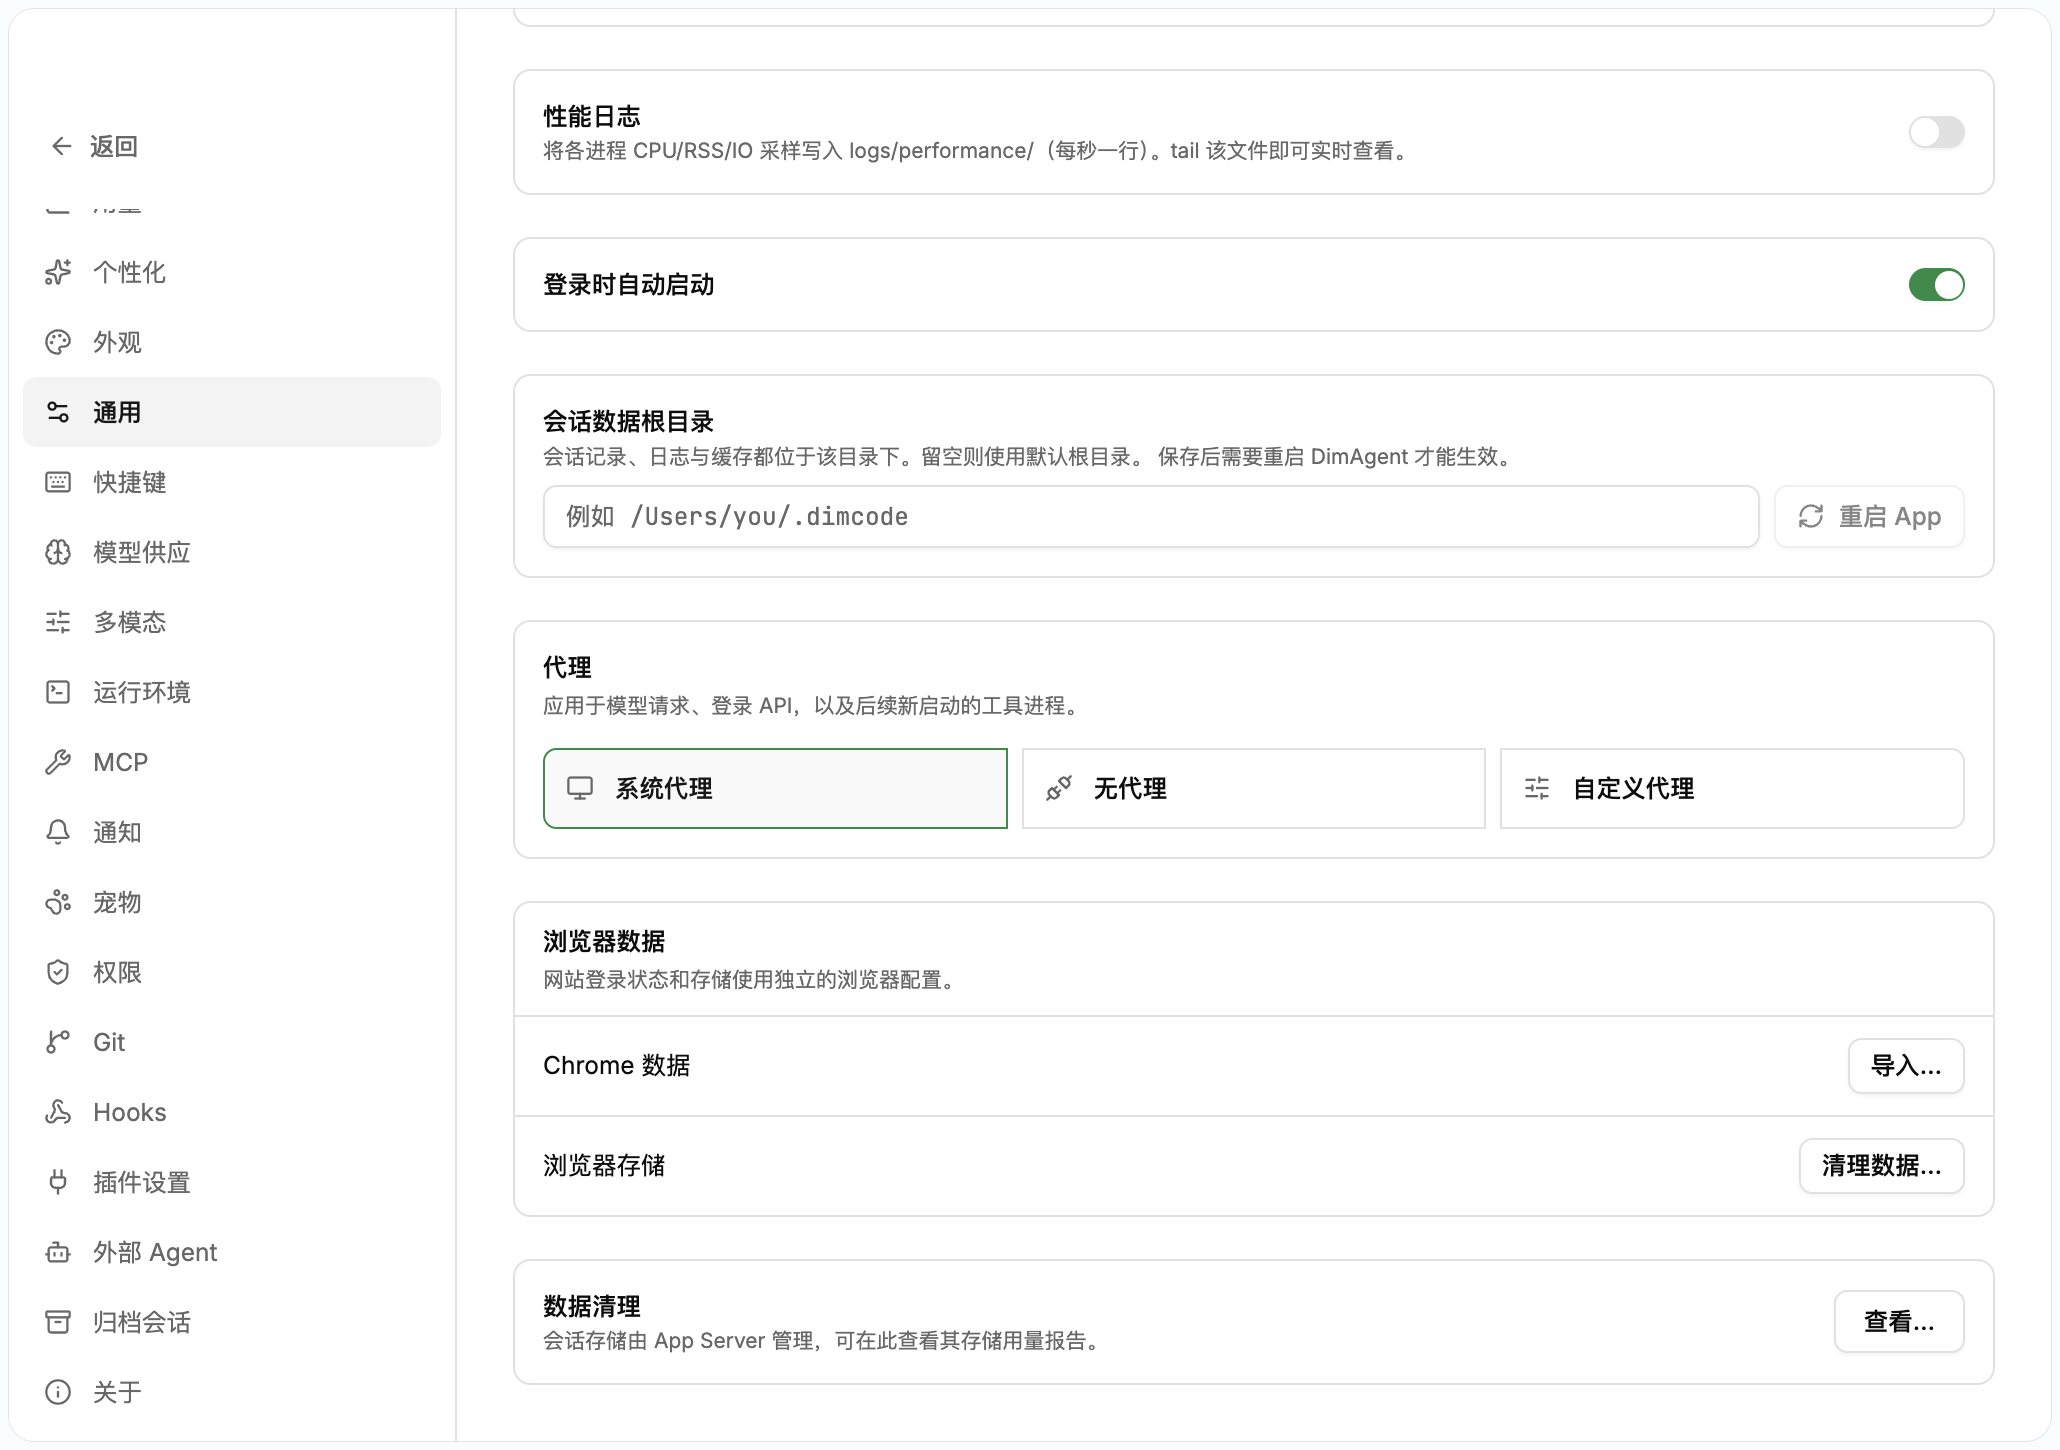 返回
个性化
外观
通用
快捷键
模型供应
多模态
运行环境
MCP
通知
宠物
权限
Git
Hooks
插件设置
外部 Agent
归档会话
关于
性能日志
将各进程 CPU/RSS/IO 采样写入 logs/performance/（每秒一行）。tail 该文件即可实时查看。
登录时自动启动
会话数据根目录
会话记录、日志与缓存都位于该目录下。留空则使用默认根目录。 保存后需要重启 DimAgent 才能生效。
例如 /Users/you/.dimcode
重启 App
代理
应用于模型请求、登录 API，以及后续新启动的工具进程。
系统代理
无代理
自定义代理
浏览器数据
网站登录状态和存储使用独立的浏览器配置。
Chrome 数据
导入...
浏览器存储
清理数据...
数据清理
会话存储由 App Server 管理，可在此查看其存储用量报告。
查看...